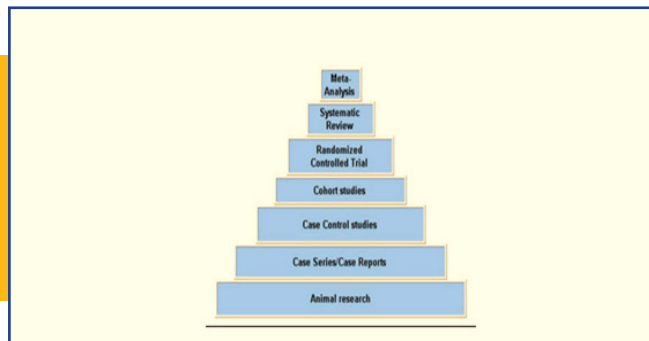 Meta-
Analysis
Systematic
Review
Randomized
Controlled Trial
Cohort studies
Case Control studies
Case Series/Case Reports
Animal research